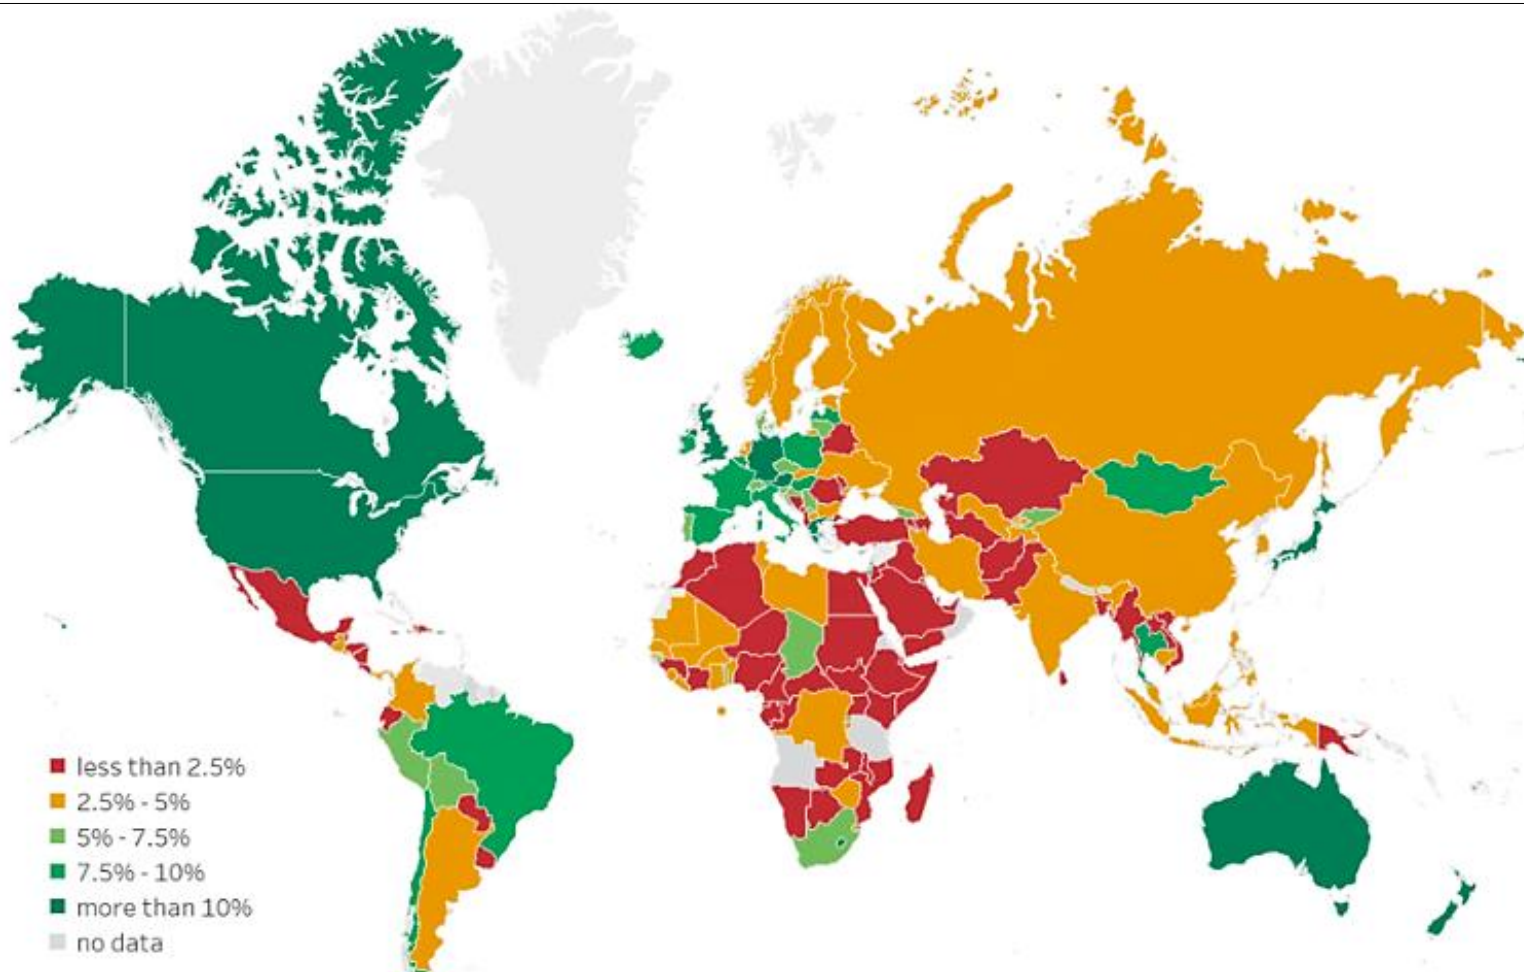 less than 2.5%
2.5% - 5%
5% - 7.5%
7.5% - 10%
more than 10%
no data